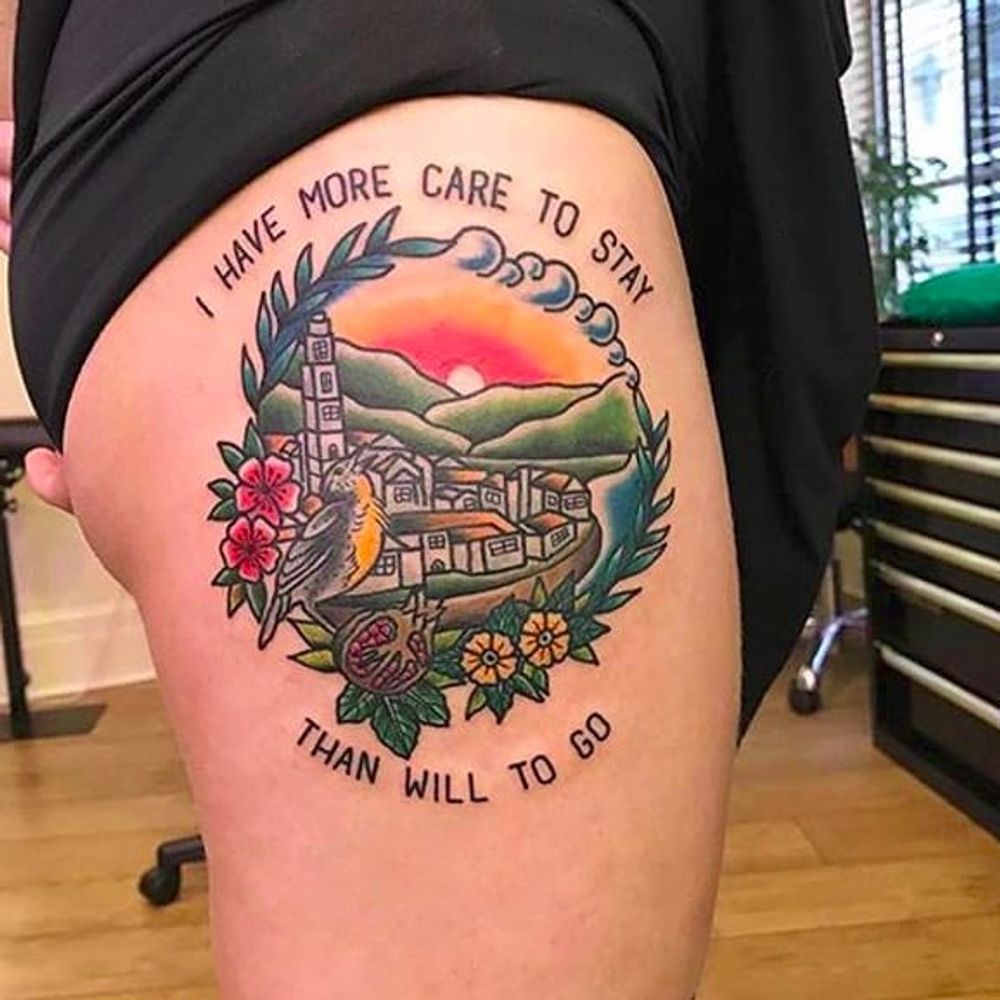 I HAVE MORE CARE TO STAY
THAN WILL TO GO